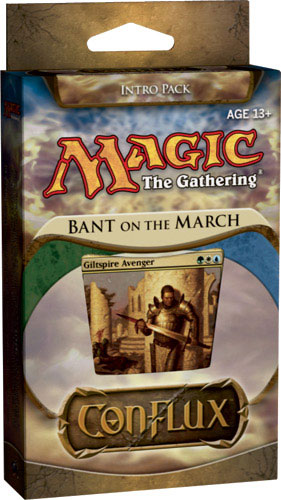 INTRO PACK
AGE 13+
MAGIC
The Gathering®
BANT ON THE MARCH
Giltspire Avenger
CONFLUX